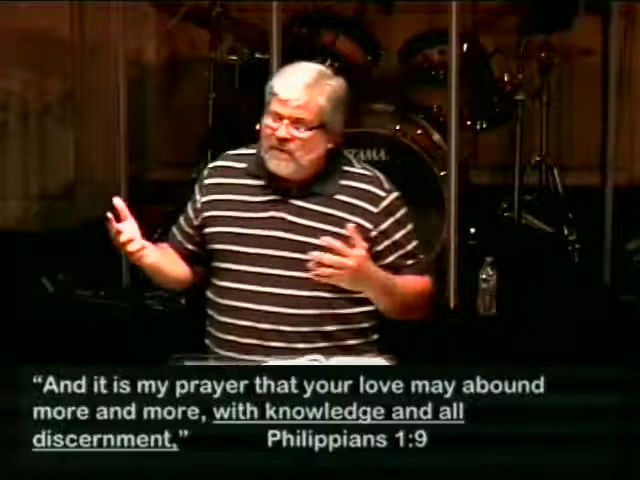 TAMA
“And it is my prayer that your love may abound
more and more, with knowledge and all
discernment,” Philippians 1:9